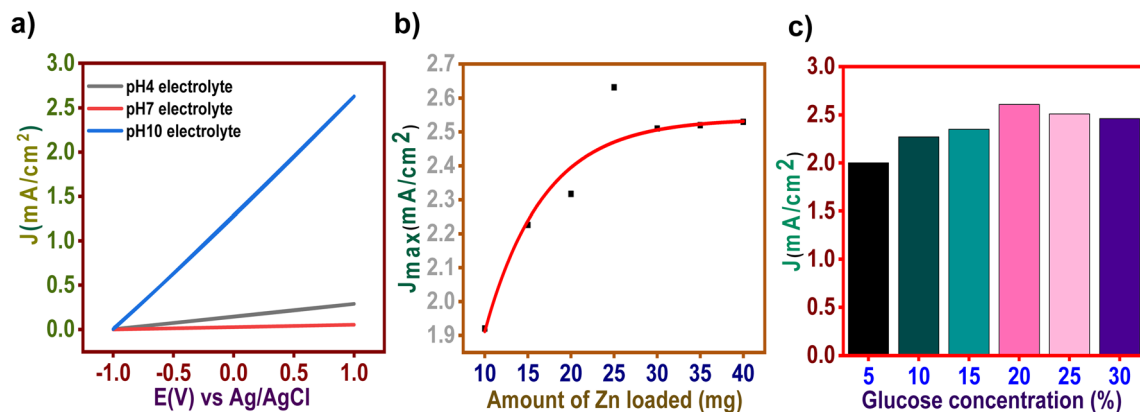 a)
3.0
2.5
2.0
1.5
1.0
0.5
0.0
J(mA/cm²)
pH4 electrolyte
pH7 electrolyte
pH10 electrolyte
-1.0 -0.5 0.0 0.5 1.0
E(V) vs Ag/AgCl
b)
2.7
2.6
2.5
2.4
2.3
2.2
2.1
2.0
1.9
Jmax(mA/cm²)
10 15 20 25 30 35 40
Amount of Zn loaded (mg)
c)
3.0
2.5
2.0
1.5
1.0
0.5
0.0
J(mA/cm²)
5 10 15 20 25 30
Glucose concentration (%)